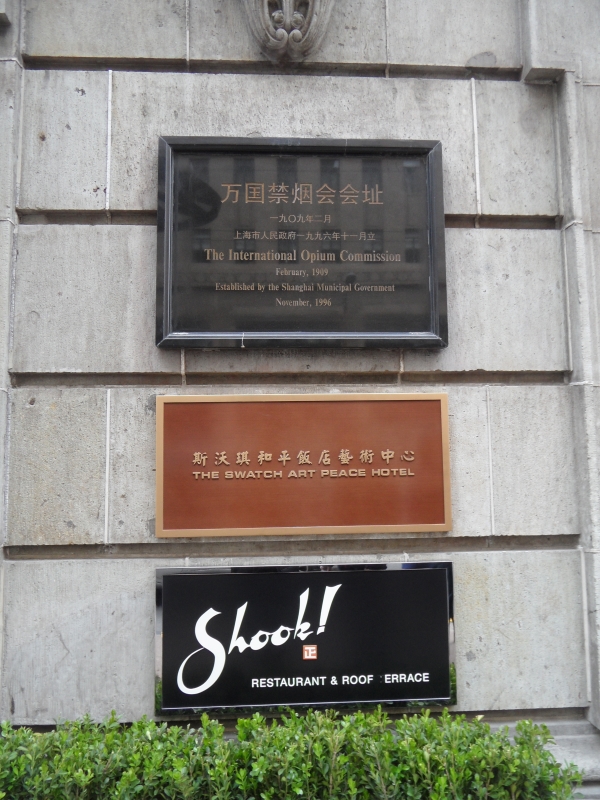 万国禁烟会会址
一九〇九年二月
上海市人民政府一九九六年十一月立
The International Opium Commission
February, 1909
Established by the Shanghai Municipal Government
November, 1996
斯沃琪和平飯店藝術中心
THE SWATCH ART PEACE HOTEL
Shook!
正
RESTAURANT & ROOF ERRACE